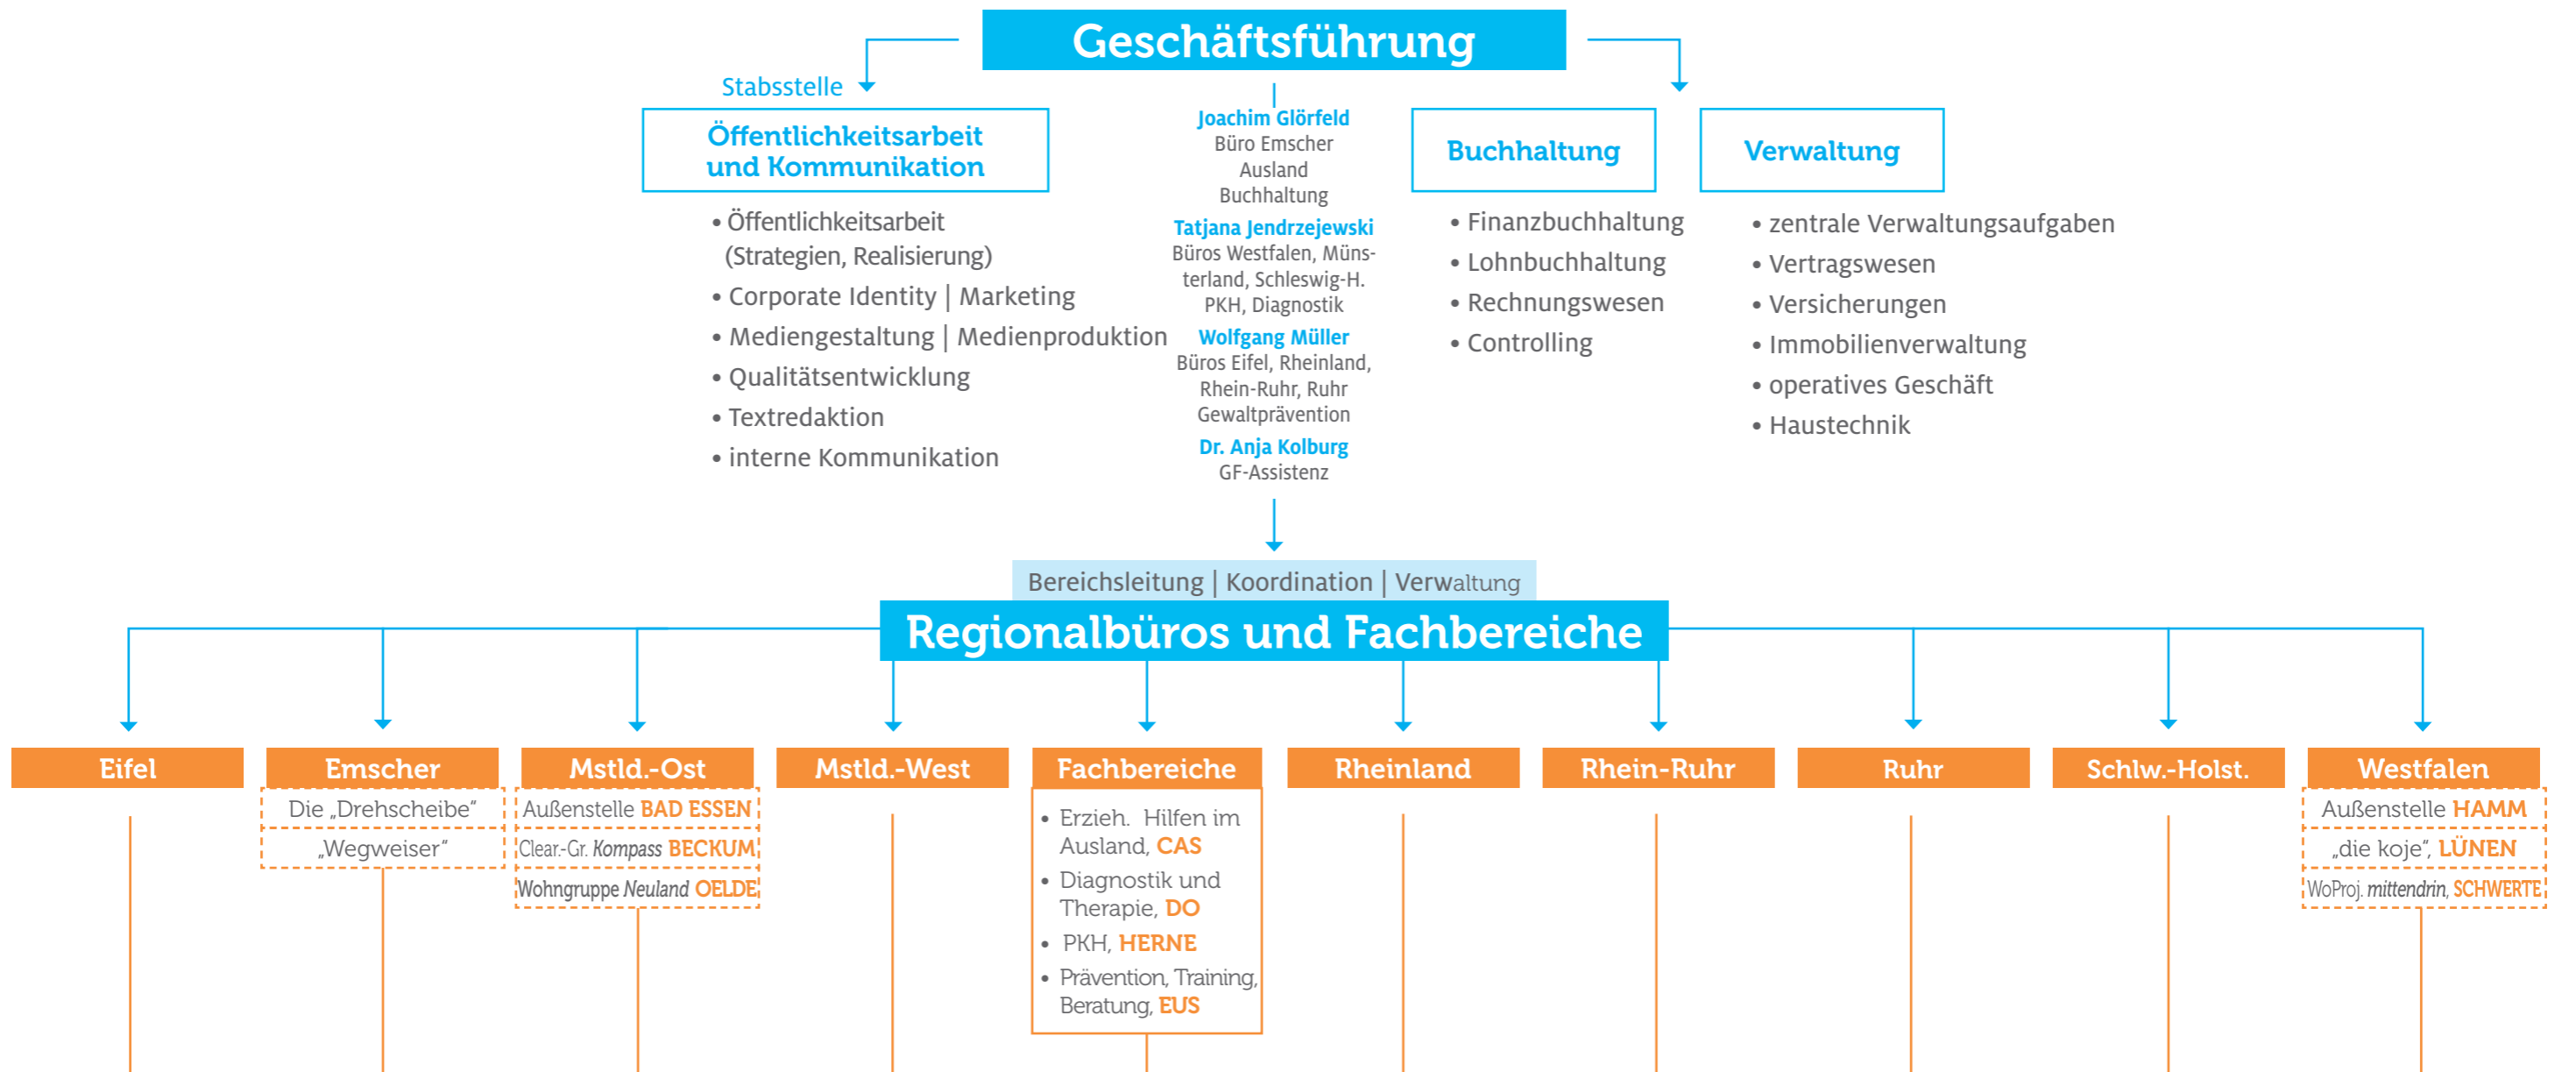 Geschäftsführung
Stabsstelle
Öffentlichkeitsarbeit
und Kommunikation
• Öffentlichkeitsarbeit
(Strategien, Realisierung)
• Corporate Identity | Marketing
• Mediengestaltung | Medienproduktion
• Qualitätsentwicklung
• Textredaktion
• interne Kommunikation
Joachim Glörfeld
Büro Emscher
Ausland
Buchhaltung
Tatjana Jendrzejewski
Büros Westfalen, Müns-
terland, Schleswig-H.
PKH, Diagnostik
Wolfgang Müller
Büros Eifel, Rheinland,
Rhein-Ruhr, Ruhr
Gewaltprävention
Dr. Anja Kolburg
GF-Assistenz
Buchhaltung
• Finanzbuchhaltung
• Lohnbuchhaltung
• Rechnungswesen
• Controlling
Verwaltung
• zentrale Verwaltungsaufgaben
• Vertragswesen
• Versicherungen
• Immobilienverwaltung
• operatives Geschäft
• Haustechnik
Bereichsleitung | Koordination | Verwaltung
Regionalbüros und Fachbereiche
Eifel
Emscher
Die „Drehscheibe“
„Wegweiser“
Mstld.-Ost
Außenstelle BAD ESSEN
Clear.-Gr. Kompass BECKUM
Wohngruppe Neuland OELDE
Mstld.-West
Fachbereiche
• Erzieh. Hilfen im
Ausland, CAS
• Diagnostik und
Therapie, DO
• PKH, HERNE
• Prävention, Training,
Beratung, EUS
Rheinland
Rhein-Ruhr
Ruhr
Schlw.-Holst.
Westfalen
Außenstelle HAMM
„die koje“, LÜNEN
WoProj. mittendrin, SCHWERTE